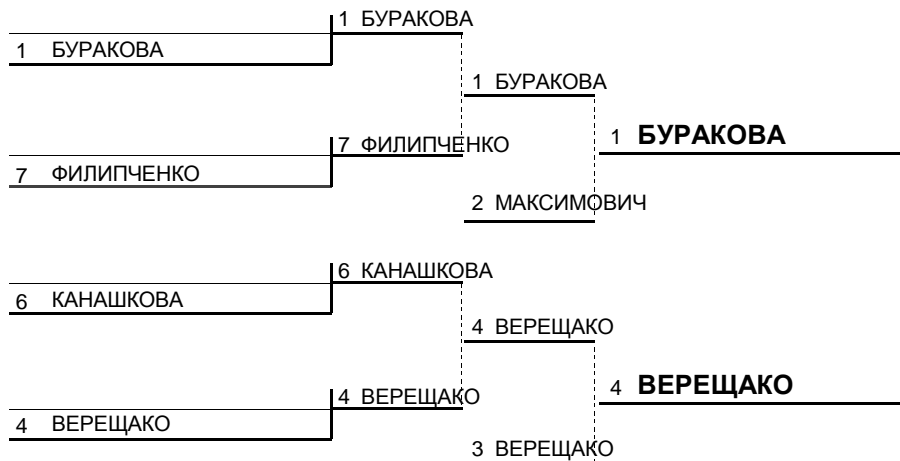 1 БУРАКОВА
1 БУРАКОВА
1 БУРАКОВА
7 ФИЛИПЧЕНКО
1 БУРАКОВА
7 ФИЛИПЧЕНКО
2 МАКСИМОВИЧ
6 КАНАШКОВА
6 КАНАШКОВА
4 ВЕРЕЩАКО
4 ВЕРЕЩАКО
4 ВЕРЕЩАКО
4 ВЕРЕЩАКО
3 ВЕРЕЩАКО